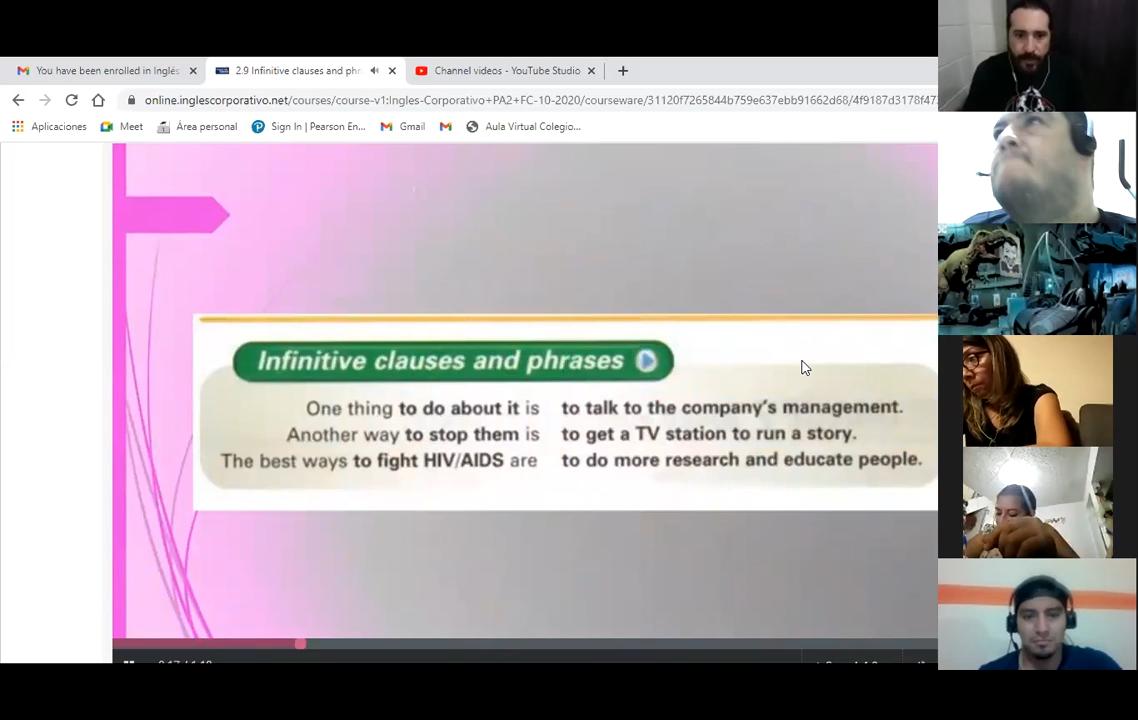 You have been enrolled in Inglés
2.9 Infinitive clauses and phr
Channel videos - YouTube Studio
online.inglescorporativo.net/courses/course-v1:Ingles-Corporativo+PA2+FC-10-2020/courseware/31120f7265844b759e637ebb91662d68/4f9187d3178f47
Aplicaciones
Meet
Área personal
Sign In | Pearson En...
Gmail
Aula Virtual Colegio...
Infinitive clauses and phrases
One thing to do about it is to talk to the company's management.
Another way to stop them is to get a TV station to run a story.
The best ways to fight HIV/AIDS are to do more research and educate people.